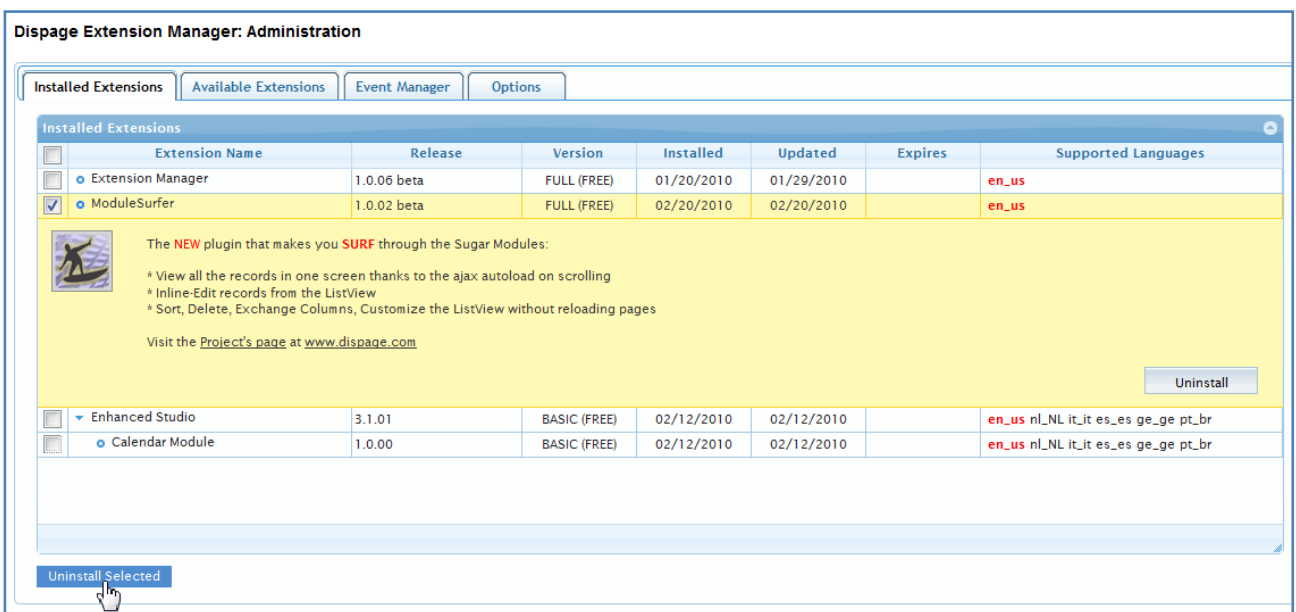 Dispage Extension Manager: Administration
Installed Extensions Available Extensions Event Manager Options
Installed Extensions
Extension Name Release Version Installed Updated Expires Supported Languages
Extension Manager 1.0.06 beta FULL (FREE) 01/20/2010 01/29/2010 en_us
ModuleSurfer 1.0.02 beta FULL (FREE) 02/20/2010 02/20/2010 en_us
The NEW plugin that makes you SURF through the Sugar Modules:
* View all the records in one screen thanks to the ajax autoload on scrolling
* Inline-Edit records from the ListView
* Sort, Delete, Exchange Columns, Customize the ListView without reloading pages
Visit the Project's page at www.dispage.com
Uninstall
Enhanced Studio 3.1.01 BASIC (FREE) 02/12/2010 02/12/2010 en_us nl_NL it_it es_es ge_ge pt_br
Calendar Module 1.0.00 BASIC (FREE) 02/12/2010 02/12/2010 en_us nl_NL it_it es_es ge_ge pt_br
Uninstall Selected